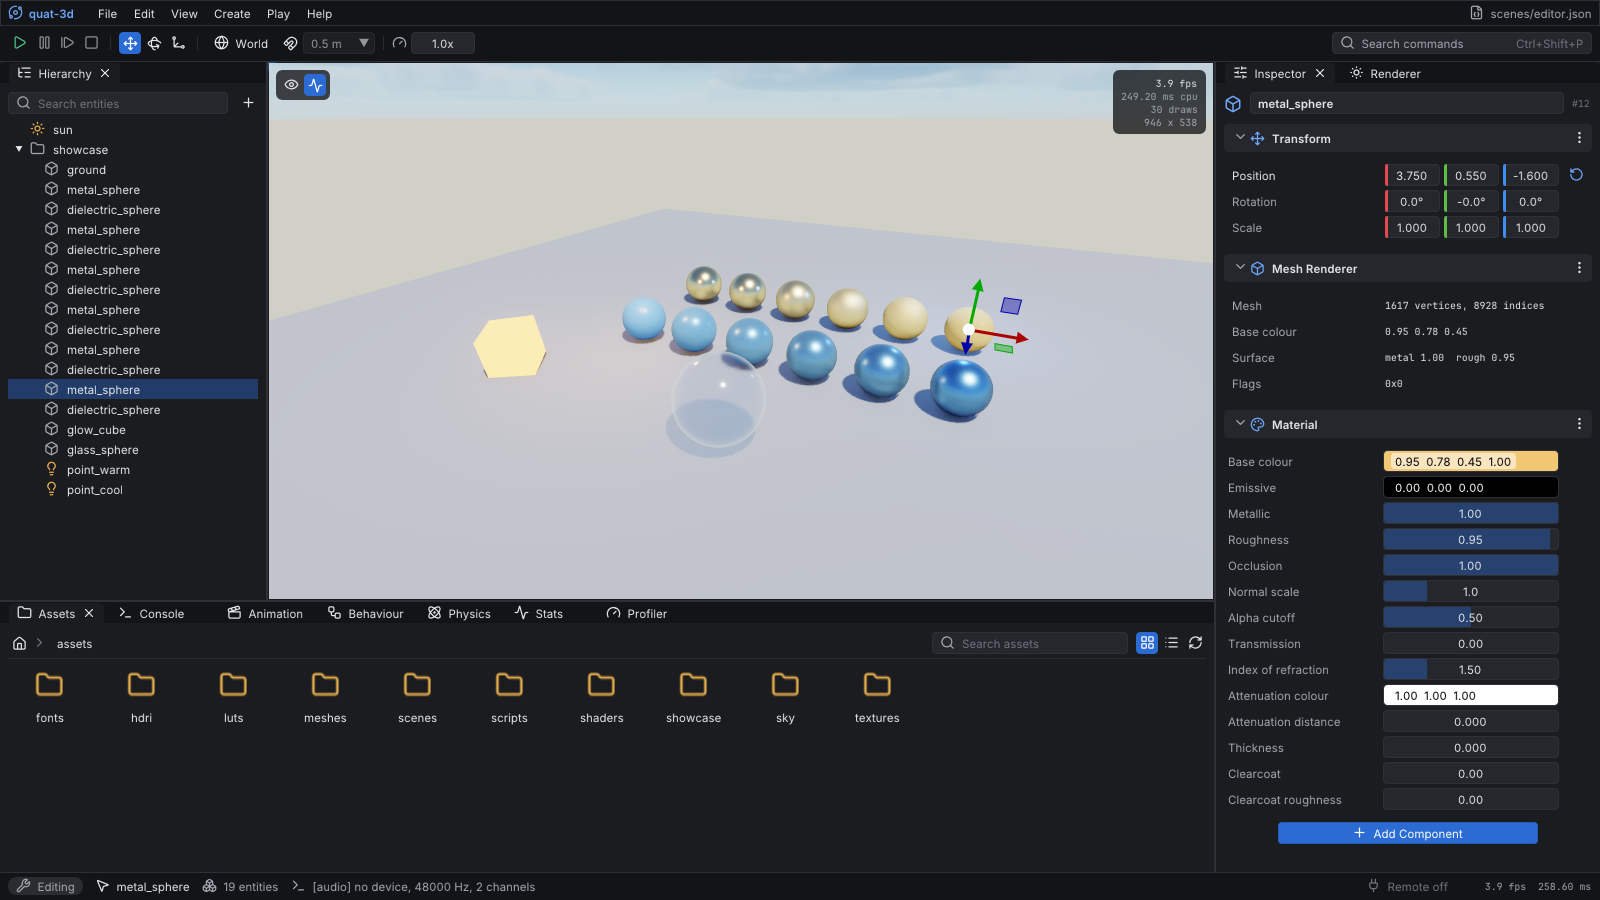 quat-3d File Edit View Create Play Help scenes/editor.json
World 0.5 m 1.0x Search commands Ctrl+Shift+P
Hierarchy
Search entities
sun
showcase
ground
metal_sphere
dielectric_sphere
metal_sphere
dielectric_sphere
metal_sphere
dielectric_sphere
metal_sphere
dielectric_sphere
metal_sphere
dielectric_sphere
metal_sphere
dielectric_sphere
glow_cube
glass_sphere
point_warm
point_cool
3.9 fps
249.20 ms cpu
30 draws
946 x 538
Inspector Renderer
metal_sphere #12
Transform
Position 3.750 0.550 -1.600
Rotation 0.0° -0.0° 0.0°
Scale 1.000 1.000 1.000
Mesh Renderer
Mesh 1617 vertices, 8928 indices
Base colour 0.95 0.78 0.45
Surface metal 1.00 rough 0.95
Flags 0x0
Material
Base colour 0.95 0.78 0.45 1.00
Emissive 0.00 0.00 0.00
Metallic 1.00
Roughness 0.95
Occlusion 1.00
Normal scale 1.0
Alpha cutoff 0.50
Transmission 0.00
Index of refraction 1.50
Attenuation colour 1.00 1.00 1.00
Attenuation distance 0.000
Thickness 0.000
Clearcoat 0.00
Clearcoat roughness 0.00
Add Component
Assets Console Animation Behaviour Physics Stats Profiler
assets Search assets
fonts hdri luts meshes scenes scripts shaders showcase sky textures
Editing metal_sphere 19 entities [audio] no device, 48000 Hz, 2 channels Remote off 3.9 fps 258.60 ms